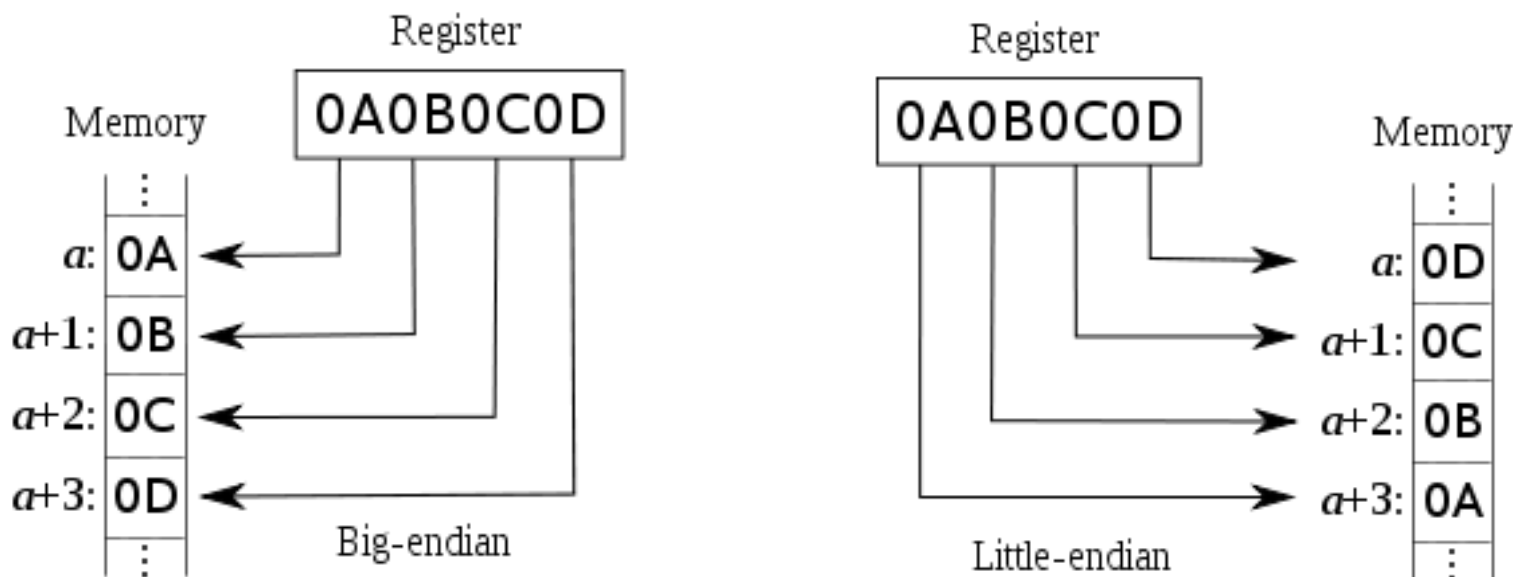 Register
0A0B0C0D
Memory
a: 0A
a+1: 0B
a+2: 0C
a+3: 0D
Big-endian
Register
0A0B0C0D
Memory
a: 0D
a+1: 0C
a+2: 0B
a+3: 0A
Little-endian